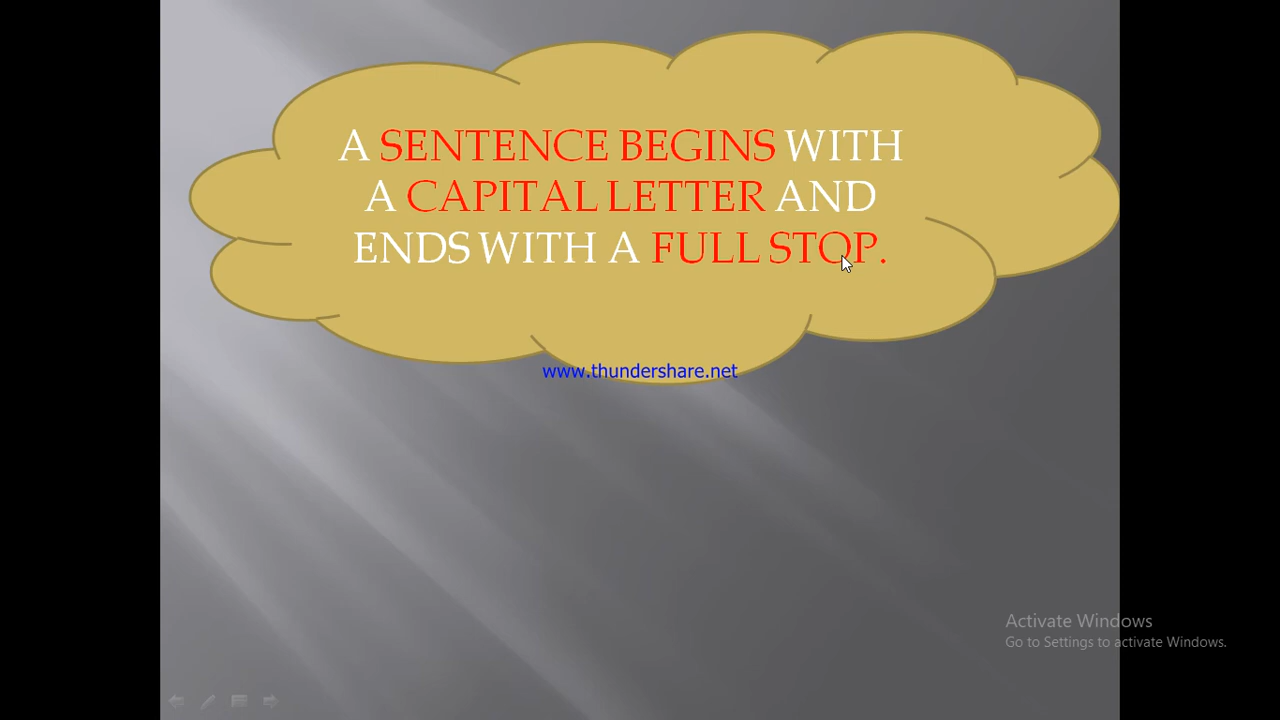 A SENTENCE BEGINS WITH
A CAPITAL LETTER AND
ENDS WITH A FULL STOP.
www.thundershare.net
Activate Windows
Go to Settings to activate Windows.